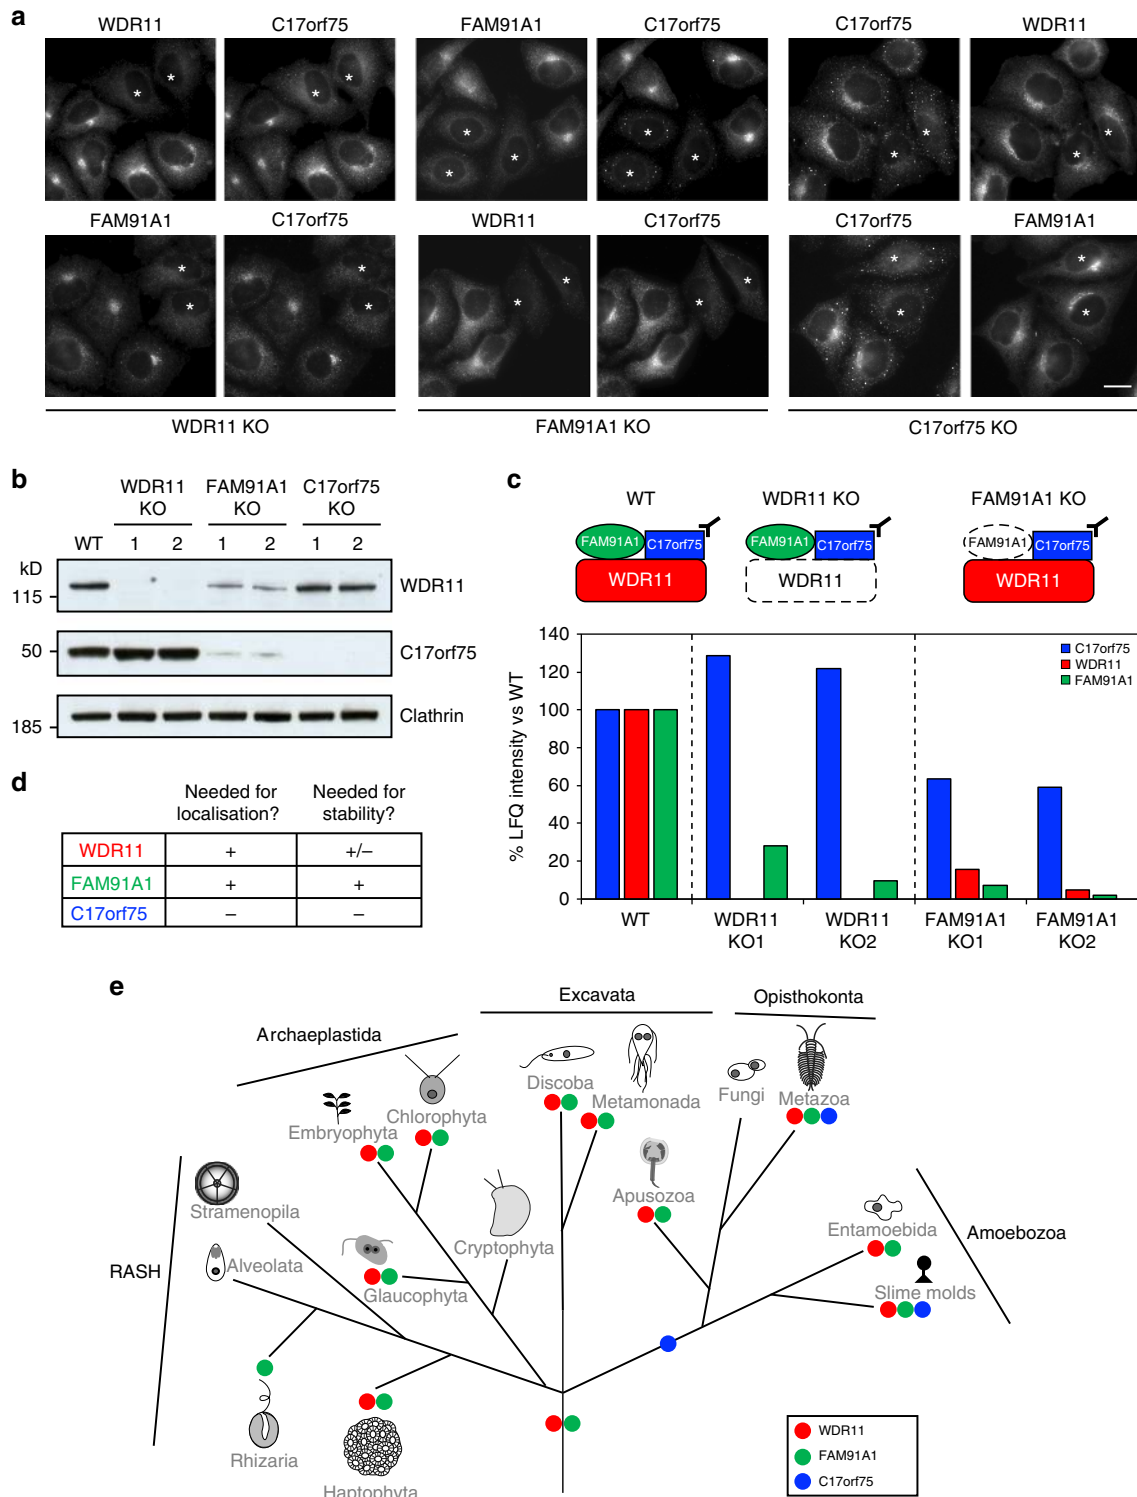 a
WDR11 C17orf75 FAM91A1 C17orf75 C17orf75 WDR11
* * * * * * * * * * * * * *
FAM91A1 C17orf75 WDR11 C17orf75 C17orf75 FAM91A1
* * * * * * * * * * * *
WDR11 KO FAM91A1 KO C17orf75 KO
b
WDR11 KO FAM91A1 KO C17orf75 KO
WT 1 2 1 2 1 2
kD
115 WDR11
50 C17orf75
185 Clathrin
c
WT WDR11 KO FAM91A1 KO
FAM91A1 C17orf75 FAM91A1 C17orf75 FAM91A1 C17orf75
WDR11 WDR11 WDR11
% LFQ intensity vs WT
140
120
100
80
60
40
20
0
C17orf75
WDR11
FAM91A1
WT WDR11 KO1 WDR11 KO2 FAM91A1 KO1 FAM91A1 KO2
d
Needed for localisation? Needed for stability?
WDR11 + +/–
FAM91A1 + +
C17orf75 – –
e
Excavata
Opisthokonta
Archaeplastida
Discoba
Metamonada
Fungi
Metazoa
Chlorophyta
Embryophyta
Apusozoa
Stramenopila
Cryptophyta
Entamoebida
Amoebozoa
RASH
Alveolata
Glaucophyta
Slime molds
Rhizaria
Haptophyta
WDR11
FAM91A1
C17orf75